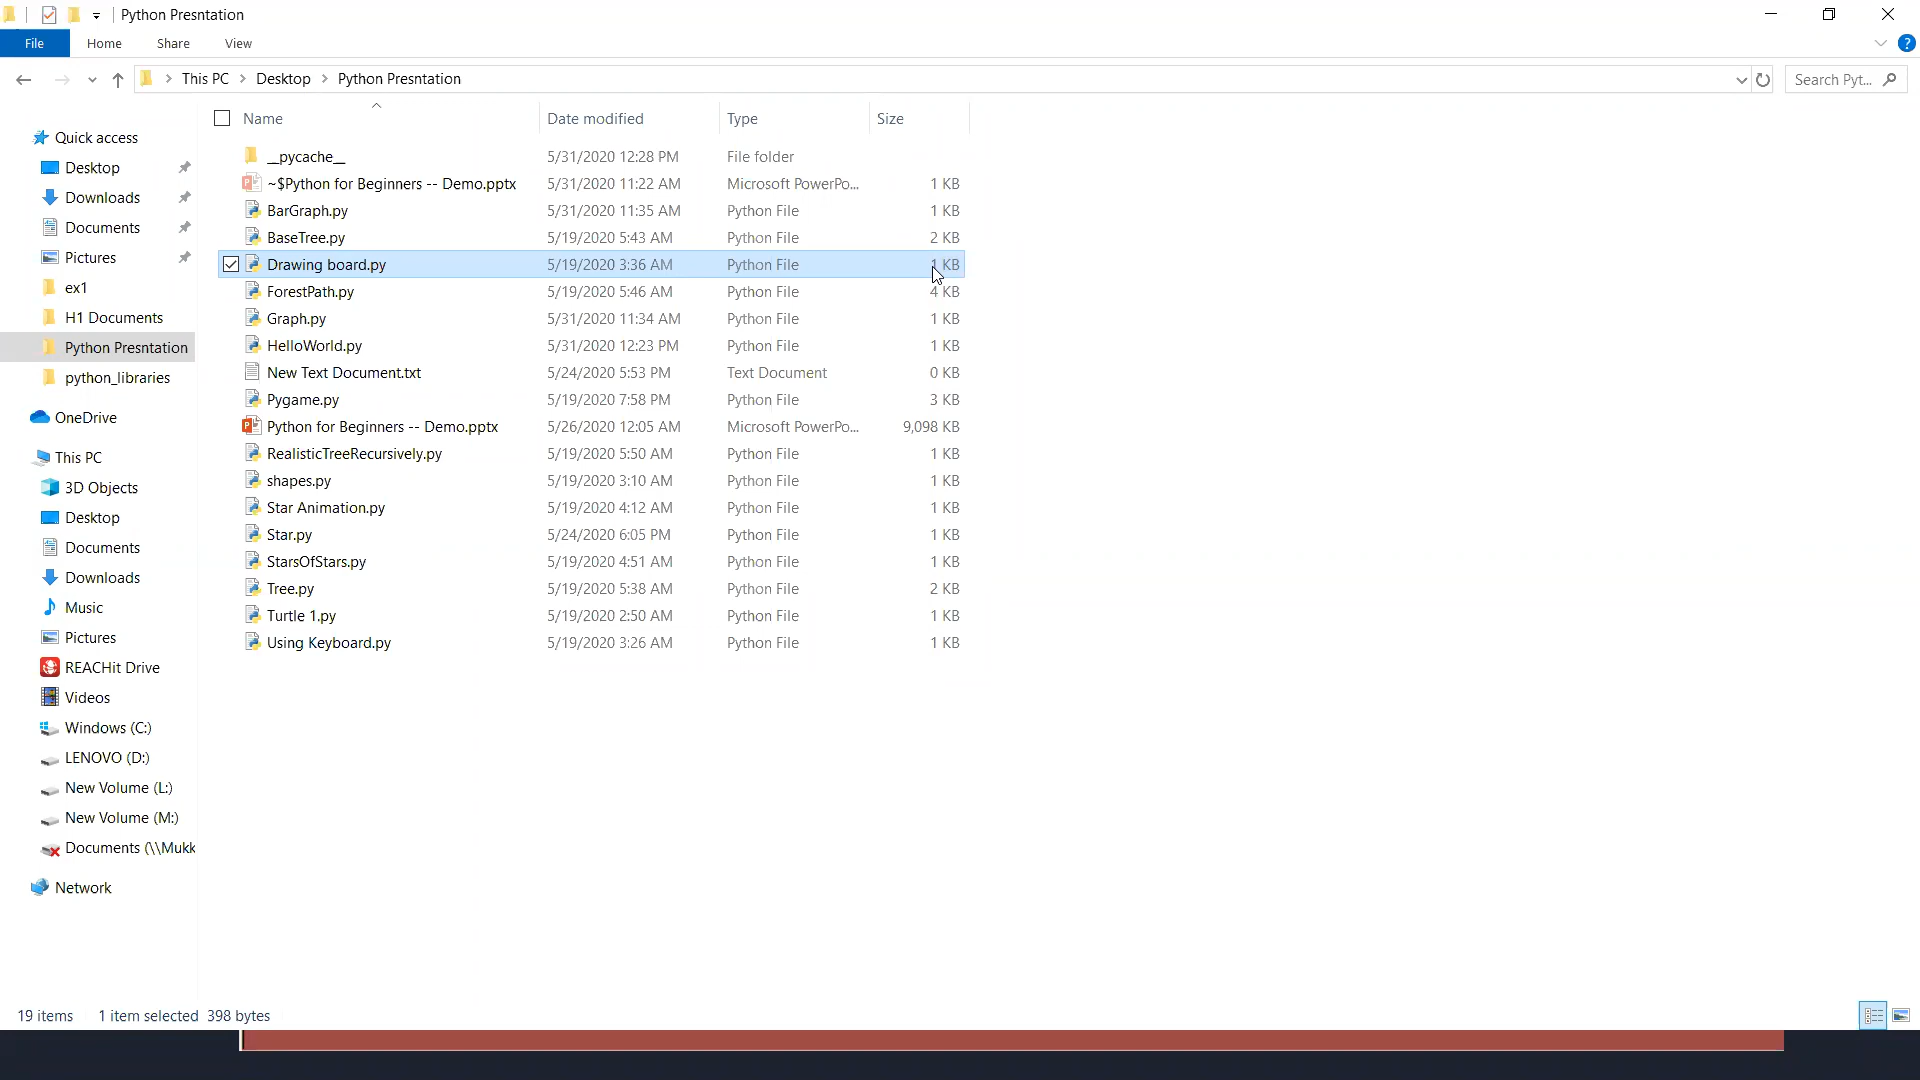 Python Presntation
File Home Share View
This PC Desktop Python Presntation Search Pyt...
Name Date modified Type Size
Quick access
Desktop
Downloads
Documents
Pictures
ex1
H1 Documents
Python Presntation
python_libraries
OneDrive
This PC
3D Objects
Desktop
Documents
Downloads
Music
Pictures
REACHit Drive
Videos
Windows (C:)
LENOVO (D:)
New Volume (L:)
New Volume (M:)
Documents (\\Mukk
Network
__pycache__ 5/31/2020 12:28 PM File folder
~$Python for Beginners -- Demo.pptx 5/31/2020 11:22 AM Microsoft PowerPo... 1 KB
BarGraph.py 5/31/2020 11:35 AM Python File 1 KB
BaseTree.py 5/19/2020 5:43 AM Python File 2 KB
Drawing board.py 5/19/2020 3:36 AM Python File 1 KB
ForestPath.py 5/19/2020 5:46 AM Python File 4 KB
Graph.py 5/31/2020 11:34 AM Python File 1 KB
HelloWorld.py 5/31/2020 12:23 PM Python File 1 KB
New Text Document.txt 5/24/2020 5:53 PM Text Document 0 KB
Pygame.py 5/19/2020 7:58 PM Python File 3 KB
Python for Beginners -- Demo.pptx 5/26/2020 12:05 AM Microsoft PowerPo... 9,098 KB
RealisticTreeRecursively.py 5/19/2020 5:50 AM Python File 1 KB
shapes.py 5/19/2020 3:10 AM Python File 1 KB
Star Animation.py 5/19/2020 4:12 AM Python File 1 KB
Star.py 5/24/2020 6:05 PM Python File 1 KB
StarsOfStars.py 5/19/2020 4:51 AM Python File 1 KB
Tree.py 5/19/2020 5:38 AM Python File 2 KB
Turtle 1.py 5/19/2020 2:50 AM Python File 1 KB
Using Keyboard.py 5/19/2020 3:26 AM Python File 1 KB
19 items 1 item selected 398 bytes